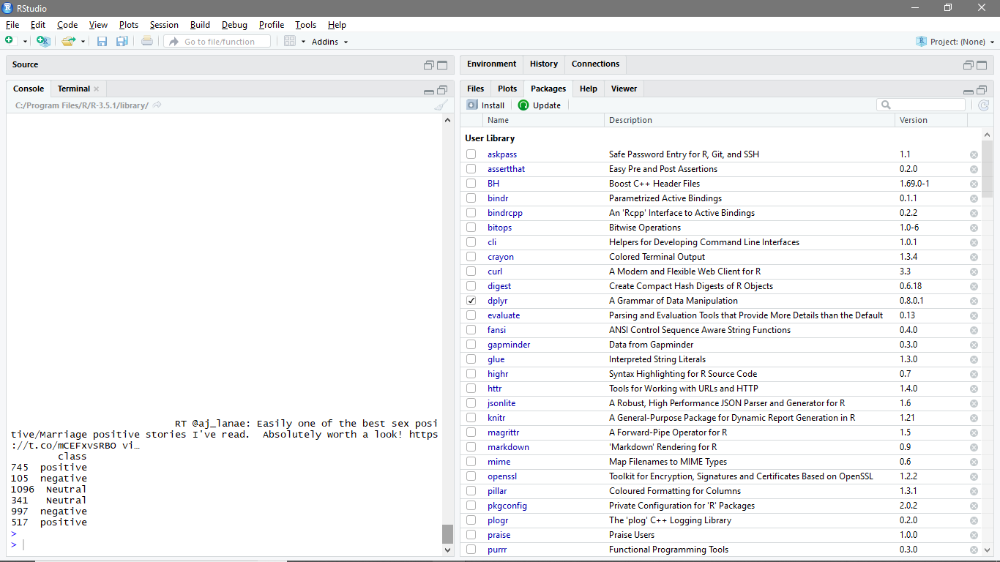 RStudio
File Edit Code View Plots Session Build Debug Profile Tools Help
Go to file/function Addins Project: (None)
Source
Console Terminal
C:/Program Files/R/R-3.5.1/library/
RT @aj_lanae: Easily one of the best sex posi
tive/Marriage positive stories I've read.  Absolutely worth a look! https
://t.co/mCEFxvsRBO vi…
class
745 positive
105 negative
1096 Neutral
341 Neutral
997 negative
517 positive
>
>
Environment History Connections
Files Plots Packages Help Viewer
Install Update
Name Description Version
User Library
askpass Safe Password Entry for R, Git, and SSH 1.1
assertthat Easy Pre and Post Assertions 0.2.0
BH Boost C++ Header Files 1.69.0-1
bindr Parametrized Active Bindings 0.1.1
bindrcpp An 'Rcpp' Interface to Active Bindings 0.2.2
bitops Bitwise Operations 1.0-6
cli Helpers for Developing Command Line Interfaces 1.0.1
crayon Colored Terminal Output 1.3.4
curl A Modern and Flexible Web Client for R 3.3
digest Create Compact Hash Digests of R Objects 0.6.18
dplyr A Grammar of Data Manipulation 0.8.0.1
evaluate Parsing and Evaluation Tools that Provide More Details than the Default 0.13
fansi ANSI Control Sequence Aware String Functions 0.4.0
gapminder Data from Gapminder 0.3.0
glue Interpreted String Literals 1.3.0
highr Syntax Highlighting for R Source Code 0.7
httr Tools for Working with URLs and HTTP 1.4.0
jsonlite A Robust, High Performance JSON Parser and Generator for R 1.6
knitr A General-Purpose Package for Dynamic Report Generation in R 1.21
magrittr A Forward-Pipe Operator for R 1.5
markdown 'Markdown' Rendering for R 0.9
mime Map Filenames to MIME Types 0.6
openssl Toolkit for Encryption, Signatures and Certificates Based on OpenSSL 1.2.2
pillar Coloured Formatting for Columns 1.3.1
pkgconfig Private Configuration for 'R' Packages 2.0.2
plogr The 'plog' C++ Logging Library 0.2.0
praise Praise Users 1.0.0
purrr Functional Programming Tools 0.3.0